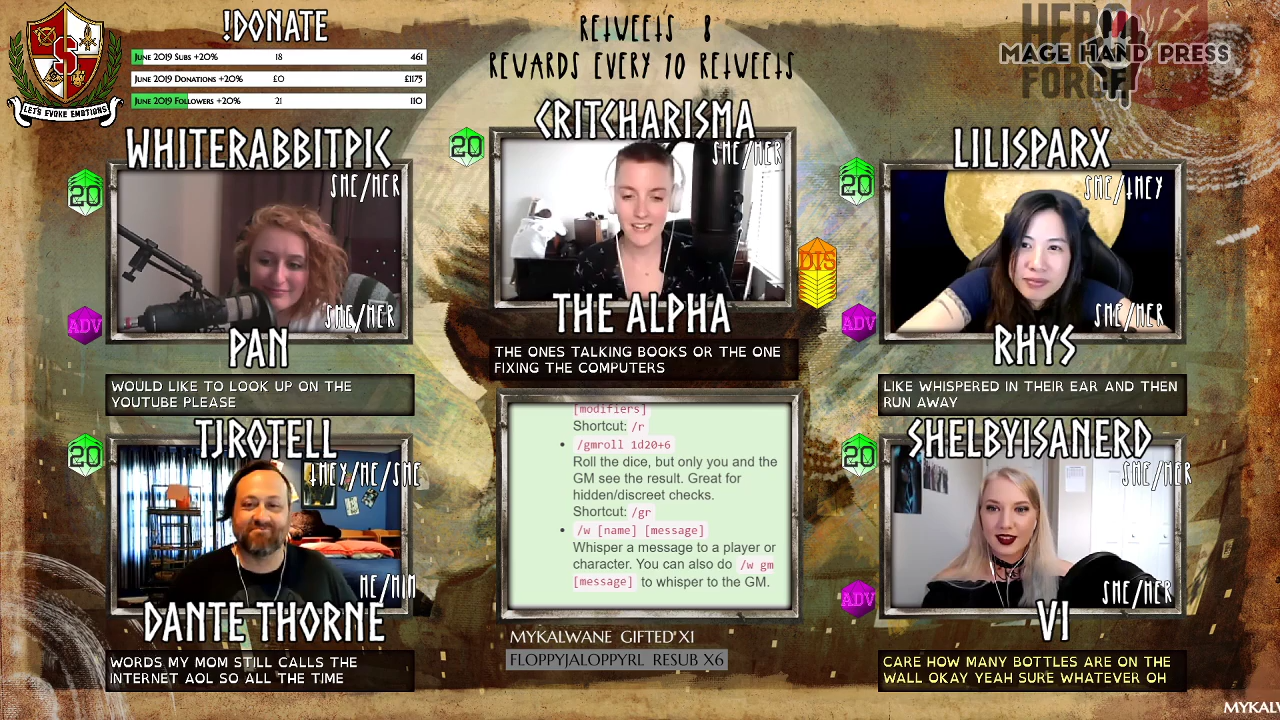 !DONATE
JUNE 2019 SUBS +20% 18 461
JUNE 2019 DONATIONS +20% £0 £1175
JUNE 2019 FOLLOWERS +20% 21 110
LET'S EVOKE EMOTIONS
RETWEETS 8
REWARDS EVERY 10 RETWEETS
HERO
MAGE HAND PRESS
FORGE
WHITERABBITPIC
SHE/HER
20
ADV
SHE/HER
PAN
WOULD LIKE TO LOOK UP ON THE
YOUTUBE PLEASE
CRITCHARISMA
SHE/HER
20
DIS
THE ALPHA
THE ONES TALKING BOOKS OR THE ONE
FIXING THE COMPUTERS
LILISPARX
SHE/THEY
20
ADV
SHE/HER
RHYS
LIKE WHISPERED IN THEIR EAR AND THEN
RUN AWAY
TJROTELL
THEY/HE/SHE
20
HE/HIM
DANTE THORNE
WORDS MY MOM STILL CALLS THE
INTERNET AOL SO ALL THE TIME
[modifiers]
Shortcut: /r
• /gmroll 1d20+6
Roll the dice, but only you and the
GM see the result. Great for
hidden/discreet checks.
Shortcut: /gr
• /w [name] [message]
Whisper a message to a player or
character. You can also do /w gm
[message] to whisper to the GM.
MYKALWANE GIFTED X1
FLOPPYJALOPPYRL RESUB X6
SHELBYISANERD
SHE/HER
20
ADV
SHE/HER
VI
CARE HOW MANY BOTTLES ARE ON THE
WALL OKAY YEAH SURE WHATEVER OH